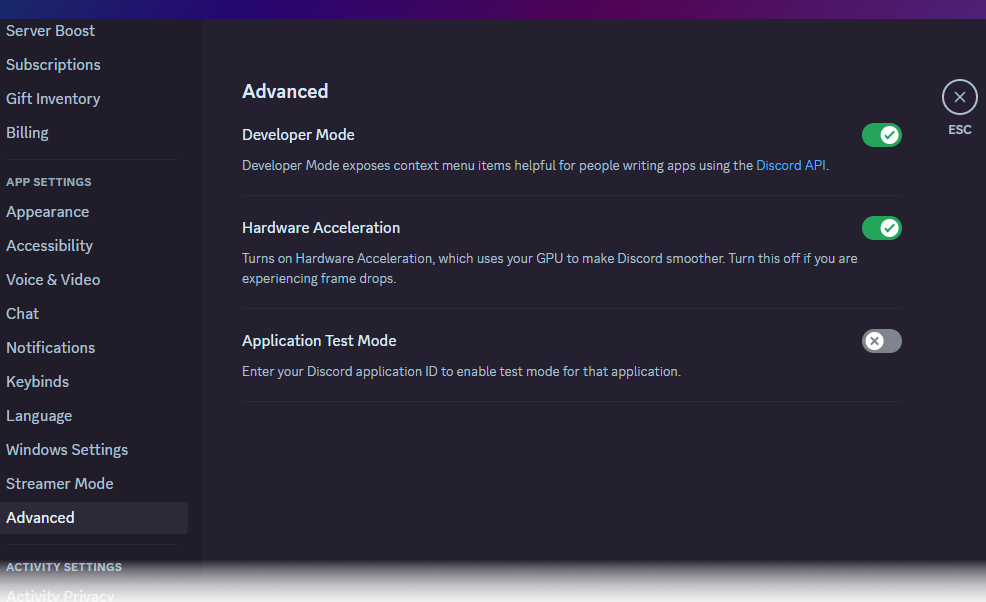 Server Boost
Subscriptions
Gift Inventory
Billing
APP SETTINGS
Appearance
Accessibility
Voice & Video
Chat
Notifications
Keybinds
Language
Windows Settings
Streamer Mode
Advanced
ACTIVITY SETTINGS
Activity Privacy
Advanced
Developer Mode
Developer Mode exposes context menu items helpful for people writing apps using the Discord API.
Hardware Acceleration
Turns on Hardware Acceleration, which uses your GPU to make Discord smoother. Turn this off if you are
experiencing frame drops.
Application Test Mode
Enter your Discord application ID to enable test mode for that application.
ESC